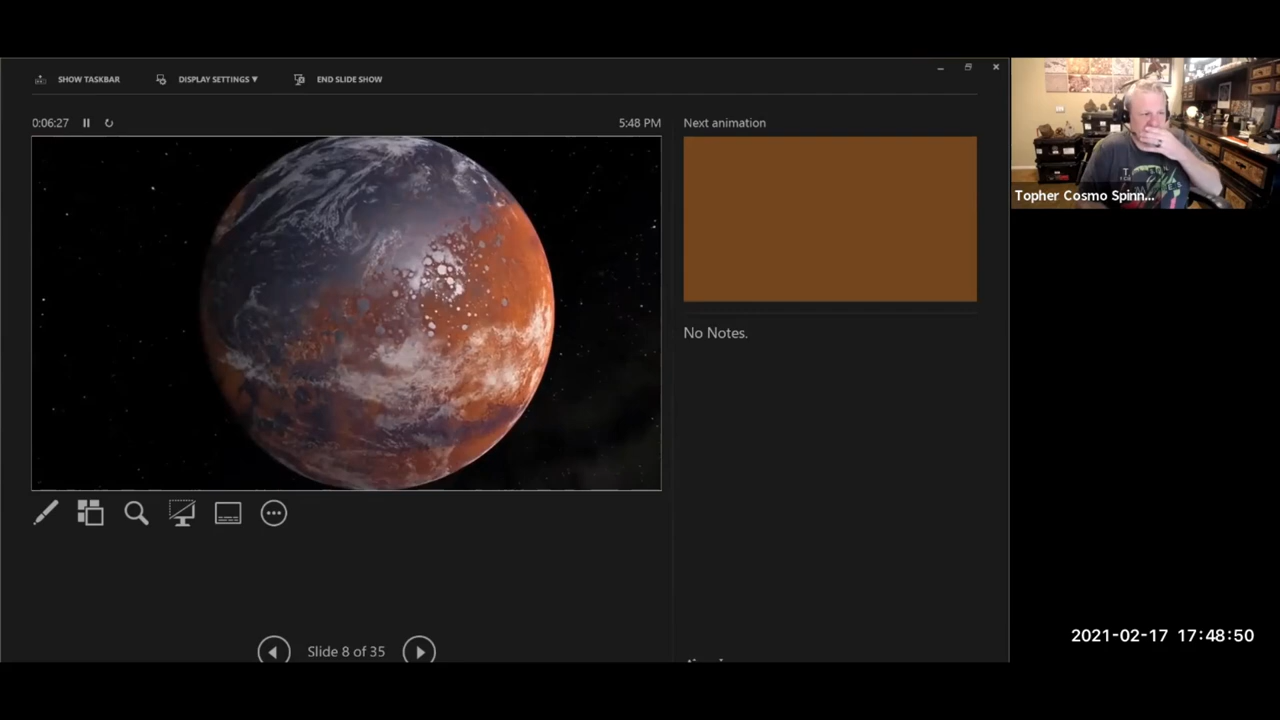 SHOW TASKBAR
DISPLAY SETTINGS ▼
END SLIDE SHOW
0:06:27
5:48 PM
Next animation
No Notes.
Topher Cosmo Spinn...
Slide 8 of 35
2021-02-17 17:48:50